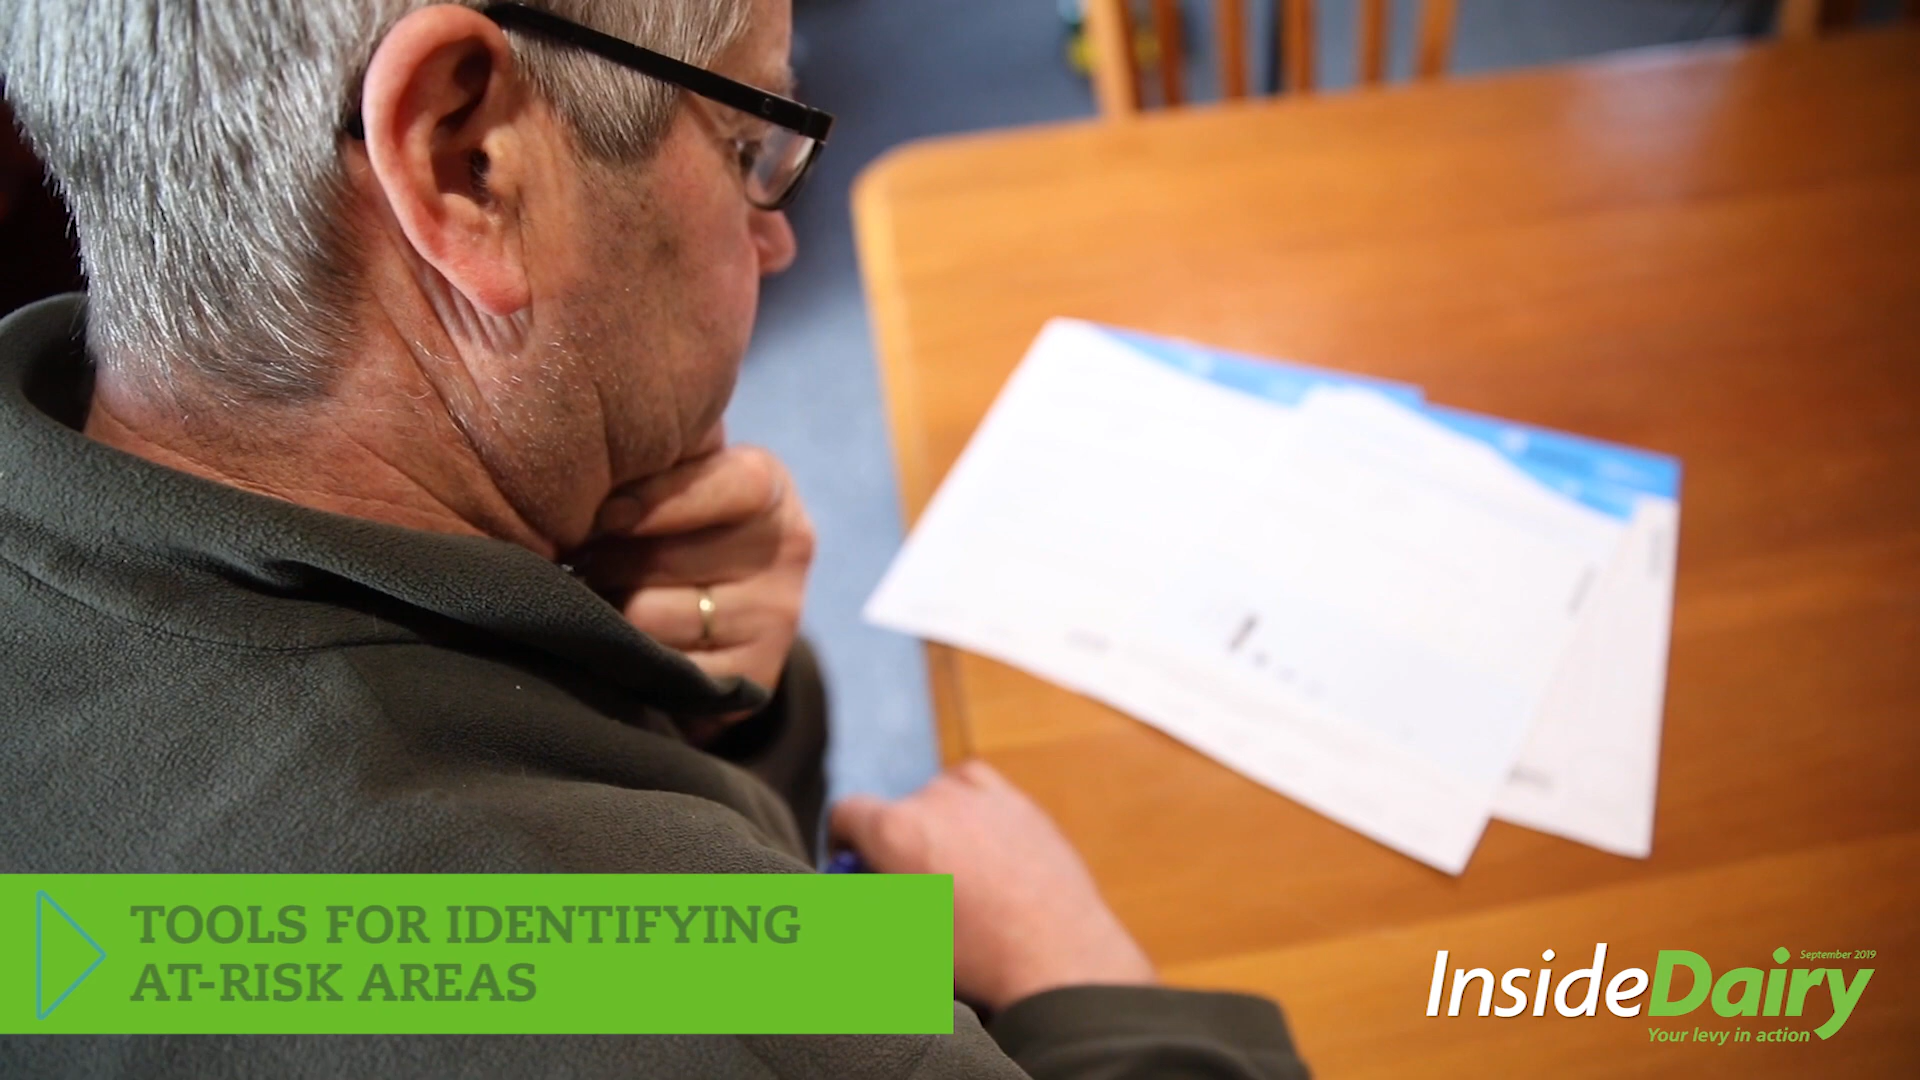 TOOLS FOR IDENTIFYING
AT-RISK AREAS
September 2019
InsideDairy
Your levy in action